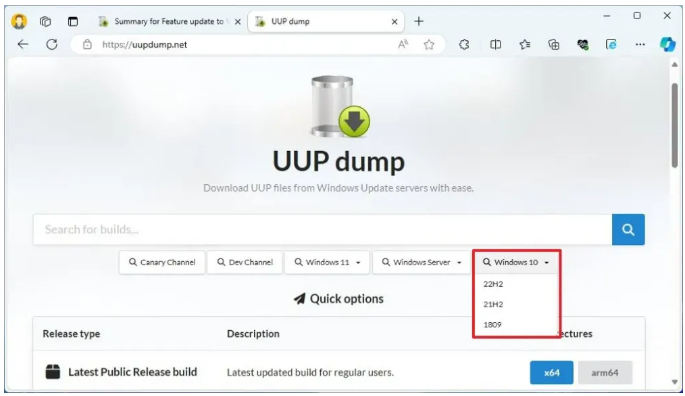 Summary for Feature update to W
UUP dump
https://uupdump.net
UUP dump
Download UUP files from Windows Update servers with ease.
Search for builds...
Canary Channel
Dev Channel
Windows 11
Windows Server
Windows 10
22H2
21H2
1809
Quick options
Release type
Description
ectures
Latest Public Release build
Latest updated build for regular users.
x64
arm64